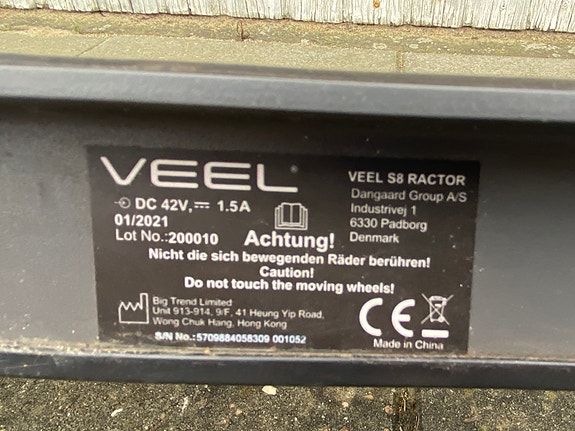 VEEL
DC 42V, 1.5A
01/2021
Lot No.:200010
VEEL S8 RACTOR
Dangaard Group A/S
Industrivej 1
6330 Padborg
Denmark
Achtung!
Nicht die sich bewegenden Räder berühren!
Caution!
Do not touch the moving wheels!
Big Trend Limited
Unit 913-914, 9/F, 41 Heung Yip Road,
Wong Chuk Hang, Hong Kong
S/N No.:5709884058309 001052
CE
Made in China